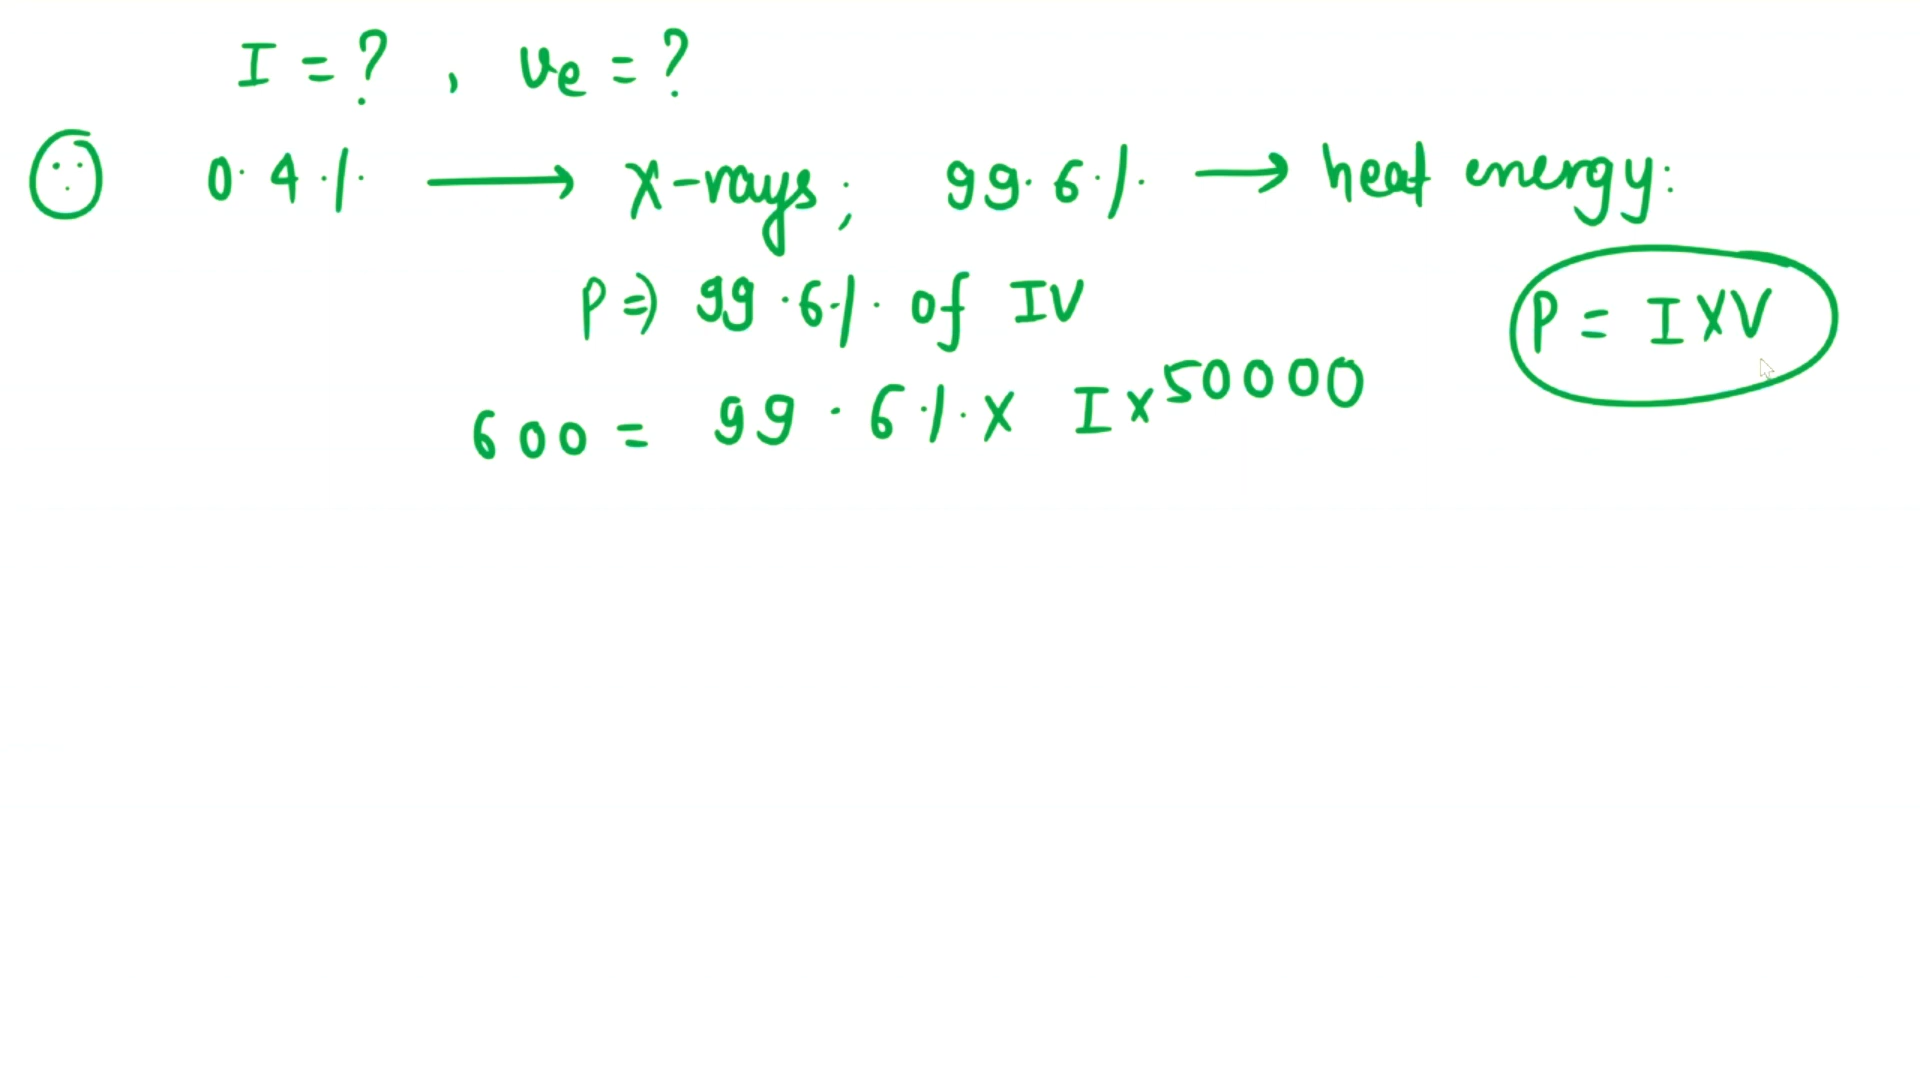 I = ? , ve = ?
∵ 0.4% → X-rays; 99.6% → heat energy:
P ⇒ 99.6% of IV
P = I X V
600 = 99.6% X I x 50000